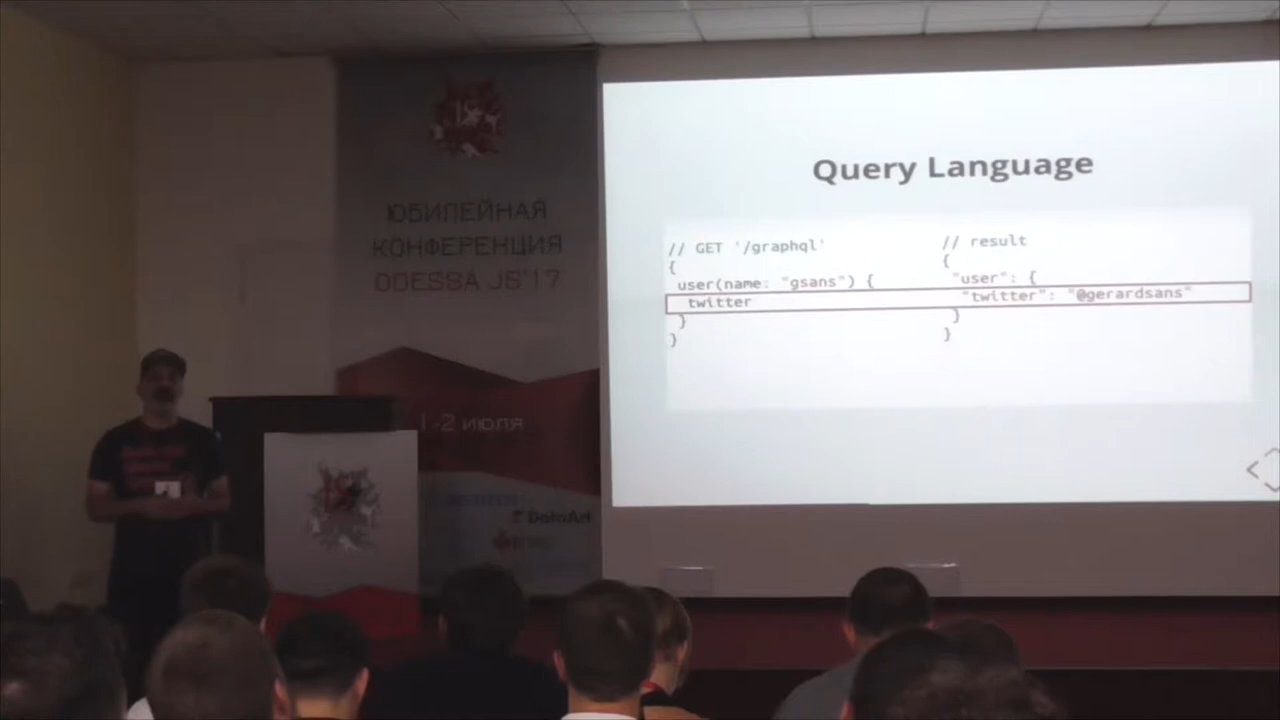 ЮБИЛЕЙНАЯ
КОНФЕРЕНЦИЯ
ODESSA JS'17
1-2 июля
DataArt
Query Language
// GET '/graphql'
{
user(name: "gsans") {
twitter
}
}
// result
{
"user": {
"twitter": "@gerardsans"
}
}